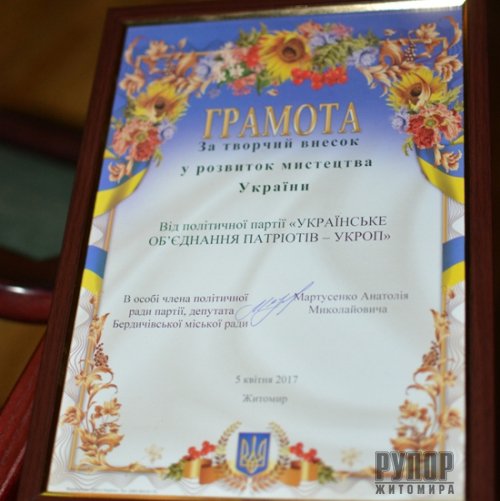 ГРАМОТА
За творчий внесок
у розвиток мистецтва
України
Від політичної партії «УКРАЇНСЬКЕ
ОБ'ЄДНАННЯ ПАТРІОТІВ – УКРОП»
В особі члена політичної
ради партії, депутата
Бердичівської міської ради
Мартусенко Анатолія
Миколайовича
5 квітня 2017
Житомир
РУПОР
ЖИТОМИРА